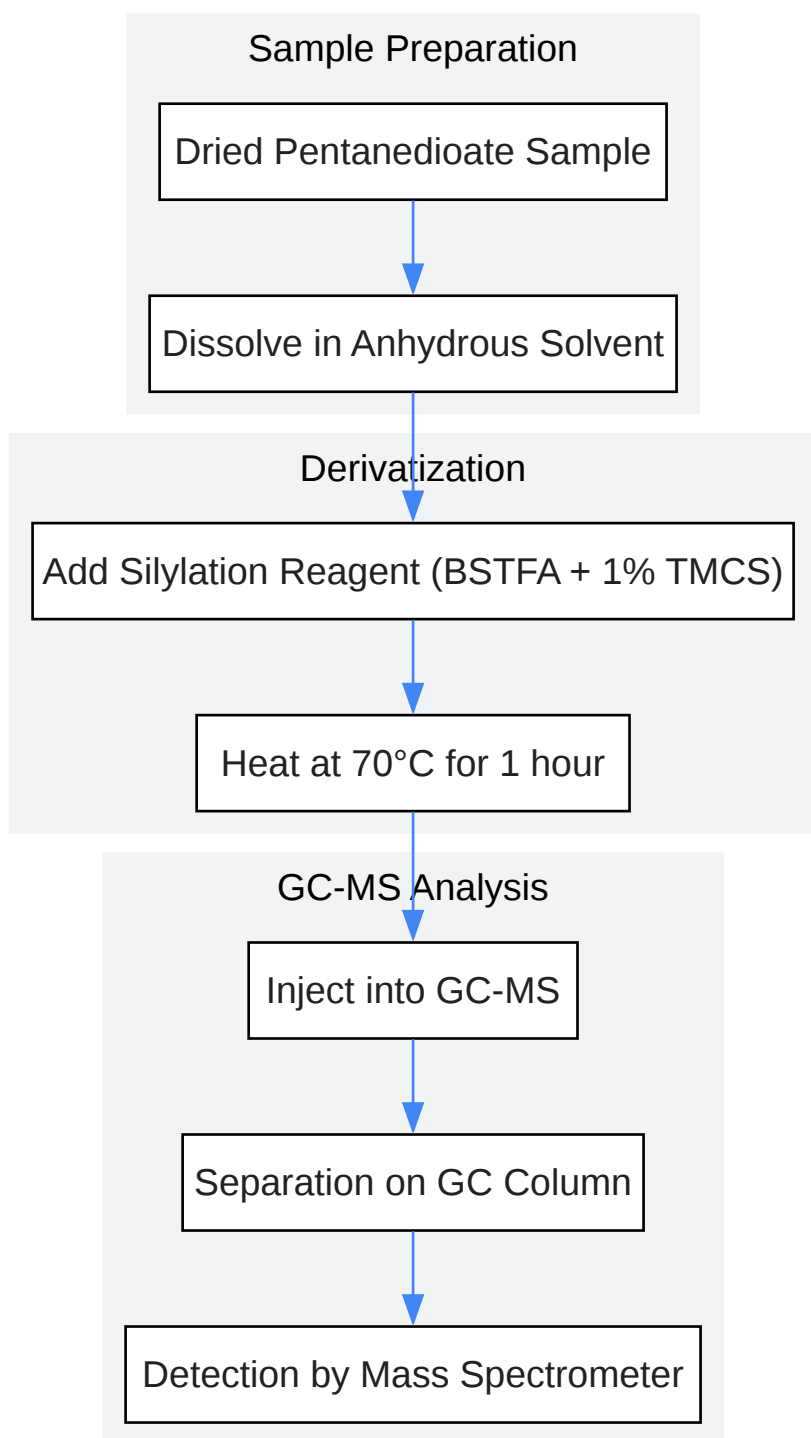 Sample Preparation
Dried Pentanedioate Sample
Dissolve in Anhydrous Solvent
Derivatization
Add Silylation Reagent (BSTFA + 1% TMCS)
Heat at 70°C for 1 hour
GC-MS Analysis
Inject into GC-MS
Separation on GC Column
Detection by Mass Spectrometer